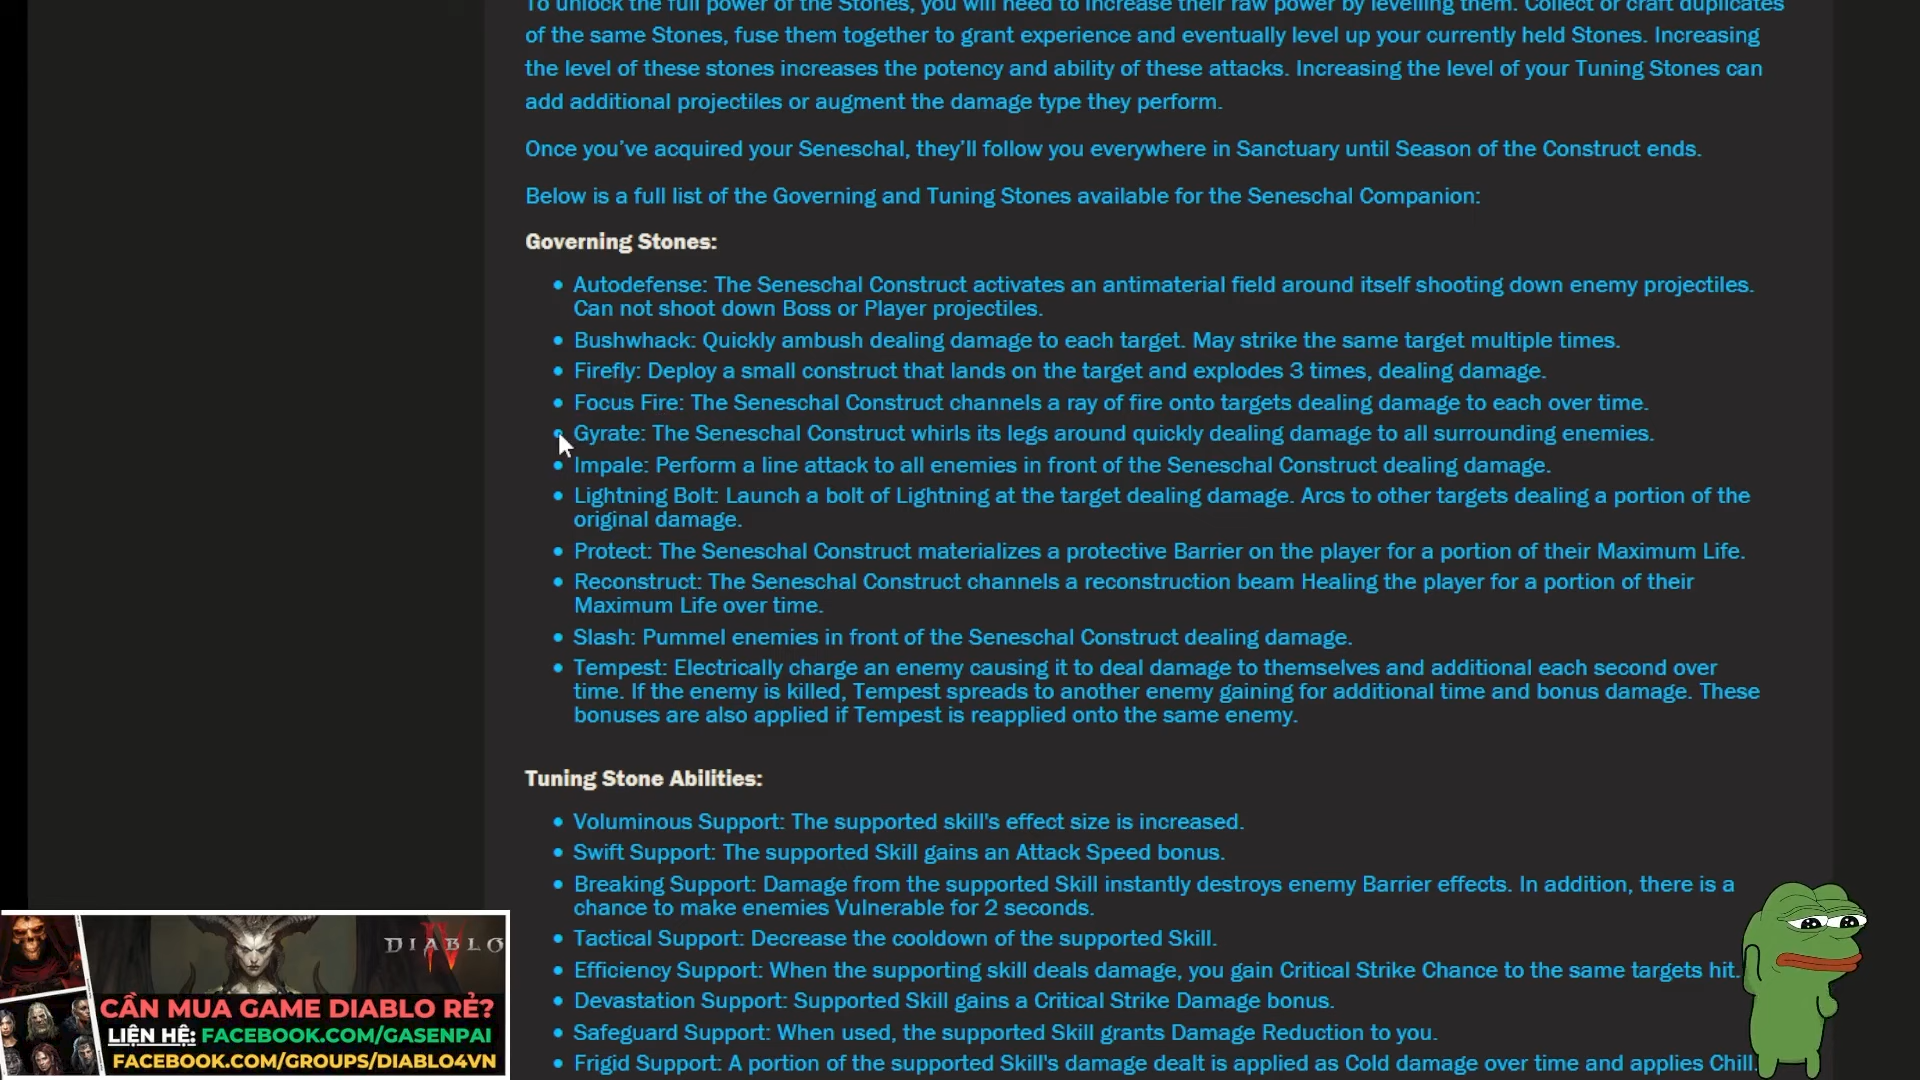 To unlock the full power of the Stones, you will need to increase their raw power by levelling them. Collect or craft duplicates
of the same Stones, fuse them together to grant experience and eventually level up your currently held Stones. Increasing
the level of these stones increases the potency and ability of these attacks. Increasing the level of your Tuning Stones can
add additional projectiles or augment the damage type they perform.
Once you’ve acquired your Seneschal, they’ll follow you everywhere in Sanctuary until Season of the Construct ends.
Below is a full list of the Governing and Tuning Stones available for the Seneschal Companion:
Governing Stones:
• Autodefense: The Seneschal Construct activates an antimaterial field around itself shooting down enemy projectiles.
Can not shoot down Boss or Player projectiles.
• Bushwhack: Quickly ambush dealing damage to each target. May strike the same target multiple times.
• Firefly: Deploy a small construct that lands on the target and explodes 3 times, dealing damage.
• Focus Fire: The Seneschal Construct channels a ray of fire onto targets dealing damage to each over time.
• Gyrate: The Seneschal Construct whirls its legs around quickly dealing damage to all surrounding enemies.
• Impale: Perform a line attack to all enemies in front of the Seneschal Construct dealing damage.
• Lightning Bolt: Launch a bolt of Lightning at the target dealing damage. Arcs to other targets dealing a portion of the
original damage.
• Protect: The Seneschal Construct materializes a protective Barrier on the player for a portion of their Maximum Life.
• Reconstruct: The Seneschal Construct channels a reconstruction beam Healing the player for a portion of their
Maximum Life over time.
• Slash: Pummel enemies in front of the Seneschal Construct dealing damage.
• Tempest: Electrically charge an enemy causing it to deal damage to themselves and additional each second over
time. If the enemy is killed, Tempest spreads to another enemy gaining for additional time and bonus damage. These
bonuses are also applied if Tempest is reapplied onto the same enemy.
Tuning Stone Abilities:
• Voluminous Support: The supported skill's effect size is increased.
• Swift Support: The supported Skill gains an Attack Speed bonus.
• Breaking Support: Damage from the supported Skill instantly destroys enemy Barrier effects. In addition, there is a
chance to make enemies Vulnerable for 2 seconds.
• Tactical Support: Decrease the cooldown of the supported Skill.
• Efficiency Support: When the supporting skill deals damage, you gain Critical Strike Chance to the same targets hit.
• Devastation Support: Supported Skill gains a Critical Strike Damage bonus.
• Safeguard Support: When used, the supported Skill grants Damage Reduction to you.
• Frigid Support: A portion of the supported Skill's damage dealt is applied as Cold damage over time and applies Chill.
DIABLO
IV
CẦN MUA GAME DIABLO RẺ?
LIÊN HỆ: FACEBOOK.COM/GASENPAI
FACEBOOK.COM/GROUPS/DIABLO4VN